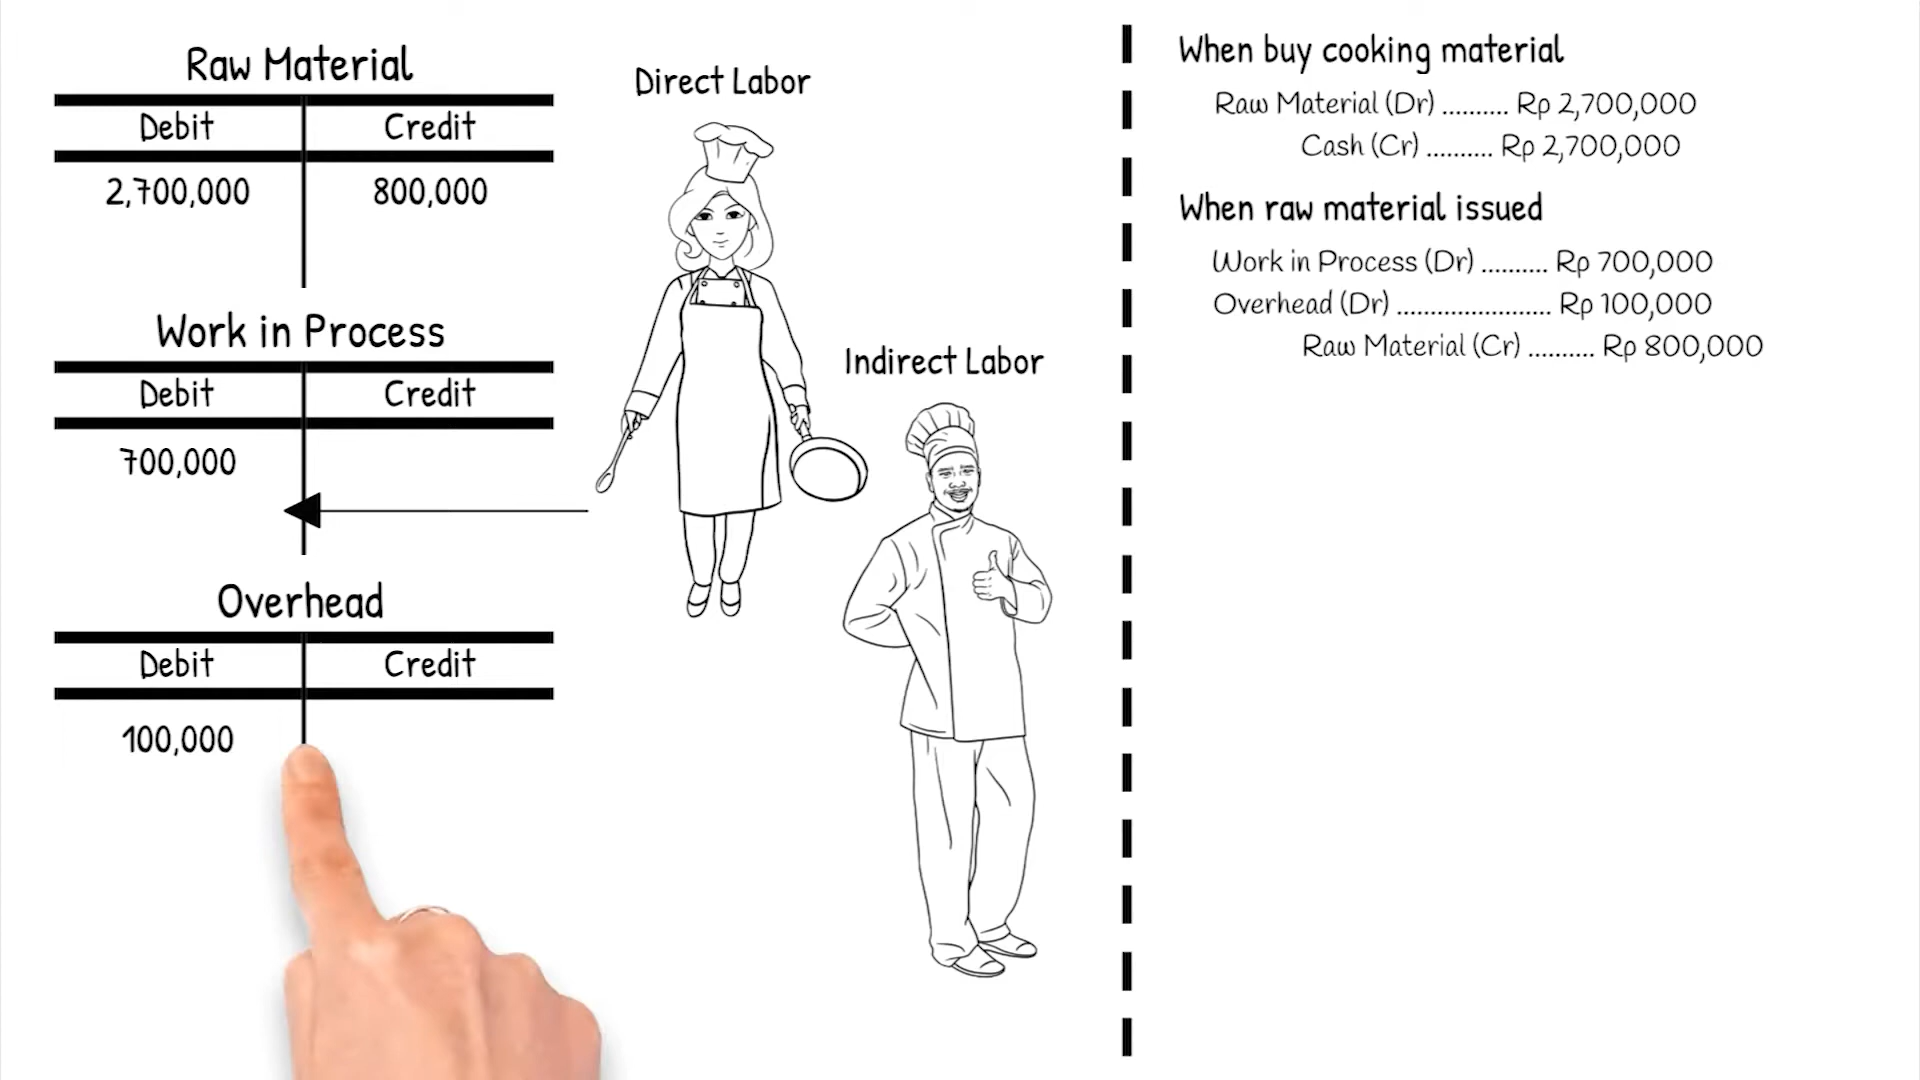 Raw Material
Debit Credit
2,700,000 800,000
Work in Process
Debit Credit
700,000
Overhead
Debit Credit
100,000
Direct Labor
Indirect Labor
When buy cooking material
Raw Material (Dr) .......... Rp 2,700,000
Cash (Cr) .......... Rp 2,700,000
When raw material issued
Work in Process (Dr) .......... Rp 700,000
Overhead (Dr) ....................... Rp 100,000
Raw Material (Cr) .......... Rp 800,000